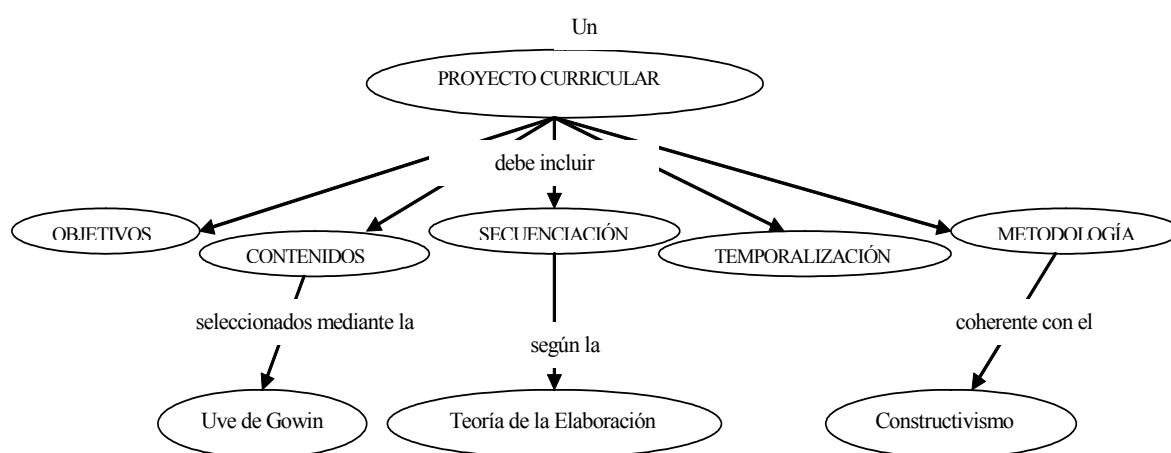 Un
PROYECTO CURRICULAR
debe incluir
OBJETIVOS
CONTENIDOS
SECUENCIACIÓN
TEMPORALIZACIÓN
METODOLOGÍA
seleccionados mediante la
según la
coherente con el
Uve de Gowin
Teoría de la Elaboración
Constructivismo